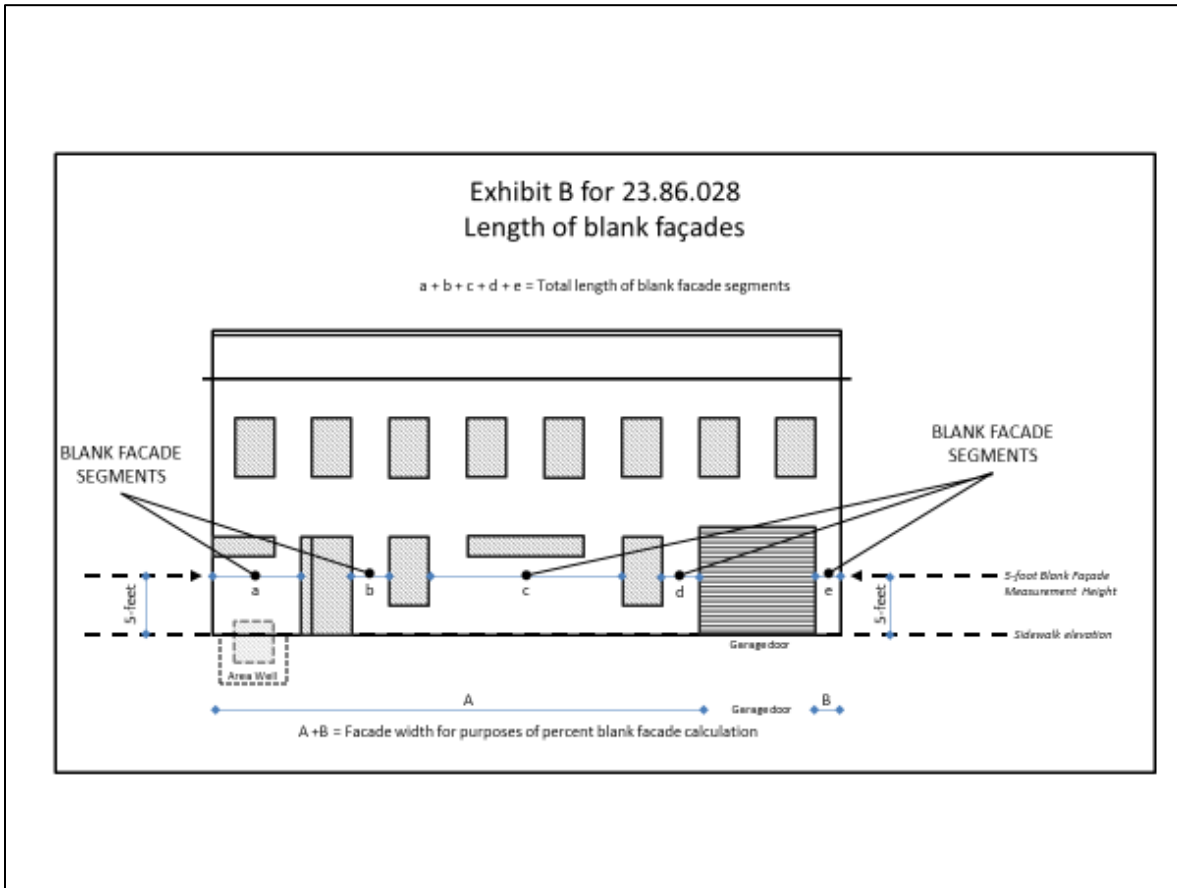 Exhibit B for 23.86.028
Length of blank façades
a + b + c + d + e = Total length of blank facade segments
BLANK FACADE
SEGMENTS
BLANK FACADE
SEGMENTS
5-feet
a
b
c
d
e
5-feet
5-foot Blank Façade
Measurement Height
Garage door
Sidewalk elevation
Area Well
A
Garage door
B
A +B = Facade width for purposes of percent blank facade calculation